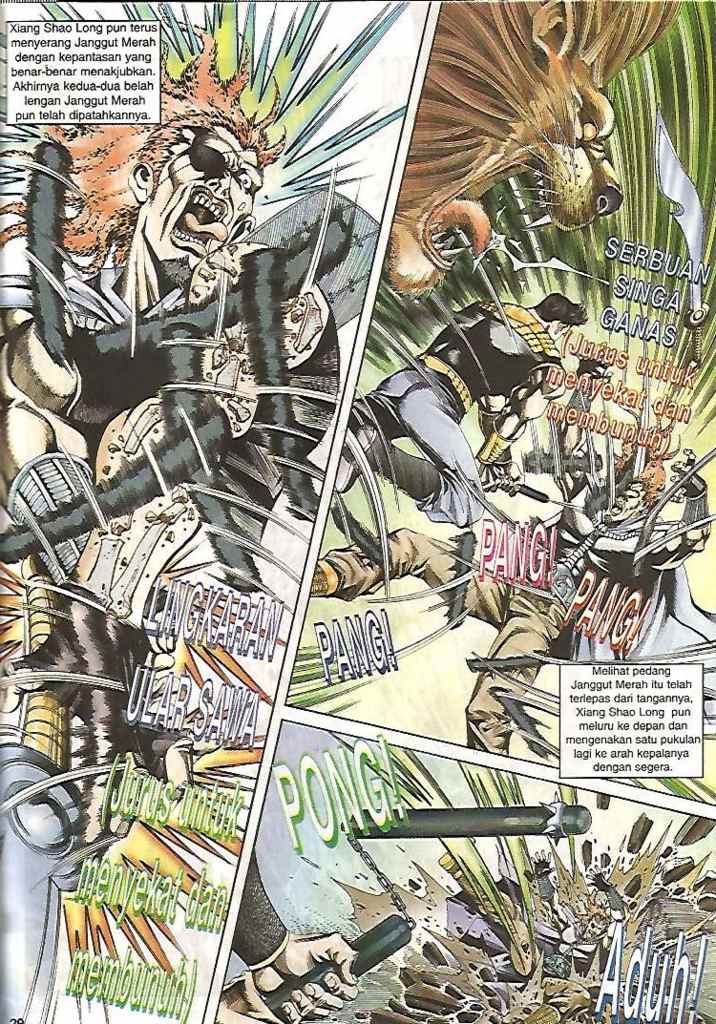 Xiang Shao Long pun terus
menyerang Janggut Merah
dengan kepantasan yang
benar-benar menakjubkan.
Akhirnya kedua-dua belah
lengan Janggut Merah
pun telah dipatahkannya.
LINGKARAN
ULAR SAWA
(Jurus untuk
menyekat dan
membunuh)
SERBUAN
SINGA
GANAS
(Jurus untuk
menyekat dan
membunuh)
PANG!
PANG!
PANG!
Melihat pedang
Janggut Merah itu telah
terlepas dari tangannya,
Xiang Shao Long pun
meluru ke depan dan
mengenakan satu pukulan
lagi ke arah kepalanya
dengan segera.
PONG!
Aduh!
29